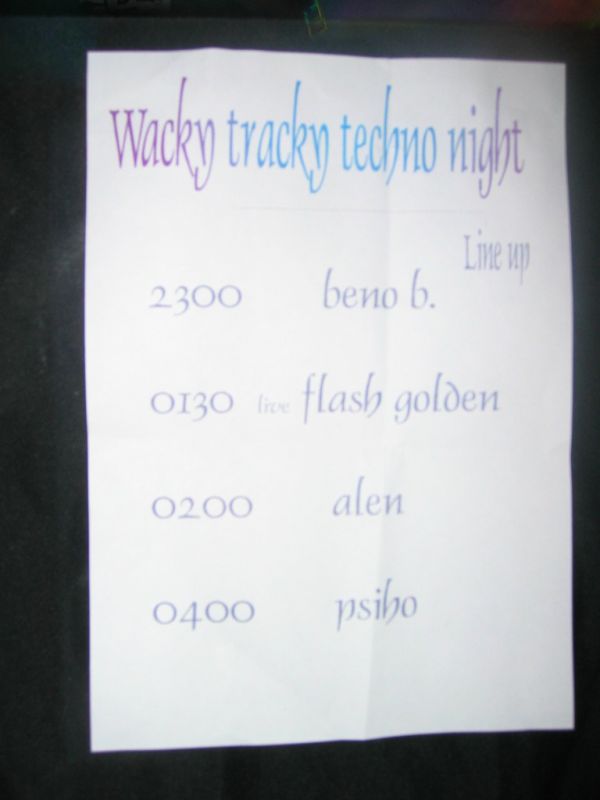 Wacky tracky techno night
Line up
2300 beno b.
0130 live flash golden
0200 alen
0400 psiho